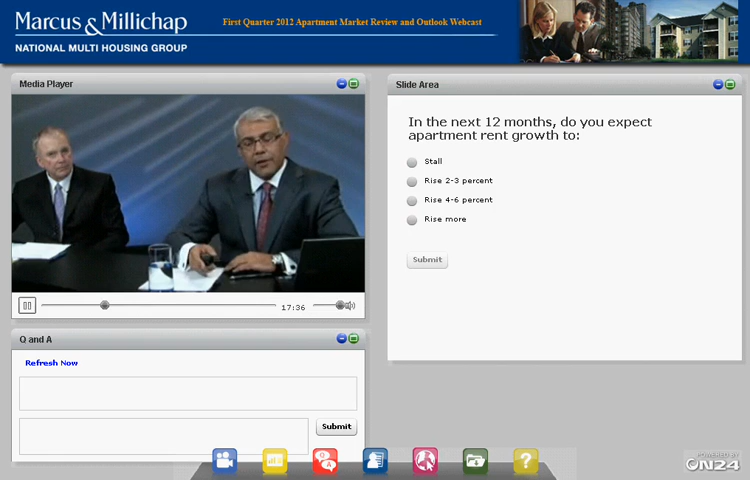 Marcus & Millichap
NATIONAL MULTI HOUSING GROUP
First Quarter 2012 Apartment Market Review and Outlook Webcast
Media Player
17:36
Slide Area
In the next 12 months, do you expect
apartment rent growth to:
Stall
Rise 2-3 percent
Rise 4-6 percent
Rise more
Submit
Q and A
Refresh Now
Submit
Q
A
?
POWERED BY
ON24